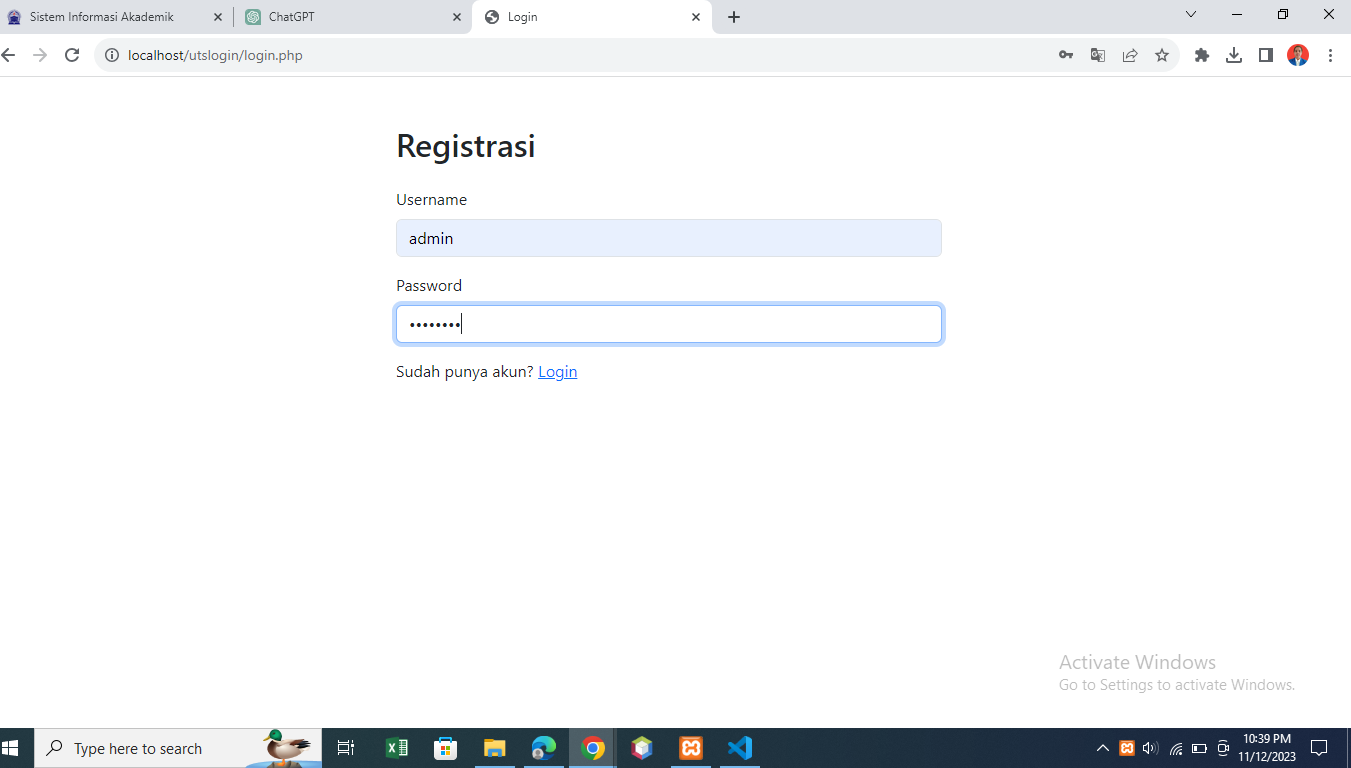 Sistem Informasi Akademik
ChatGPT
Login
localhost/utslogin/login.php
Registrasi
Username
admin
Password
••••••••
Sudah punya akun? Login
Activate Windows
Go to Settings to activate Windows.
Type here to search
10:39 PM
11/12/2023